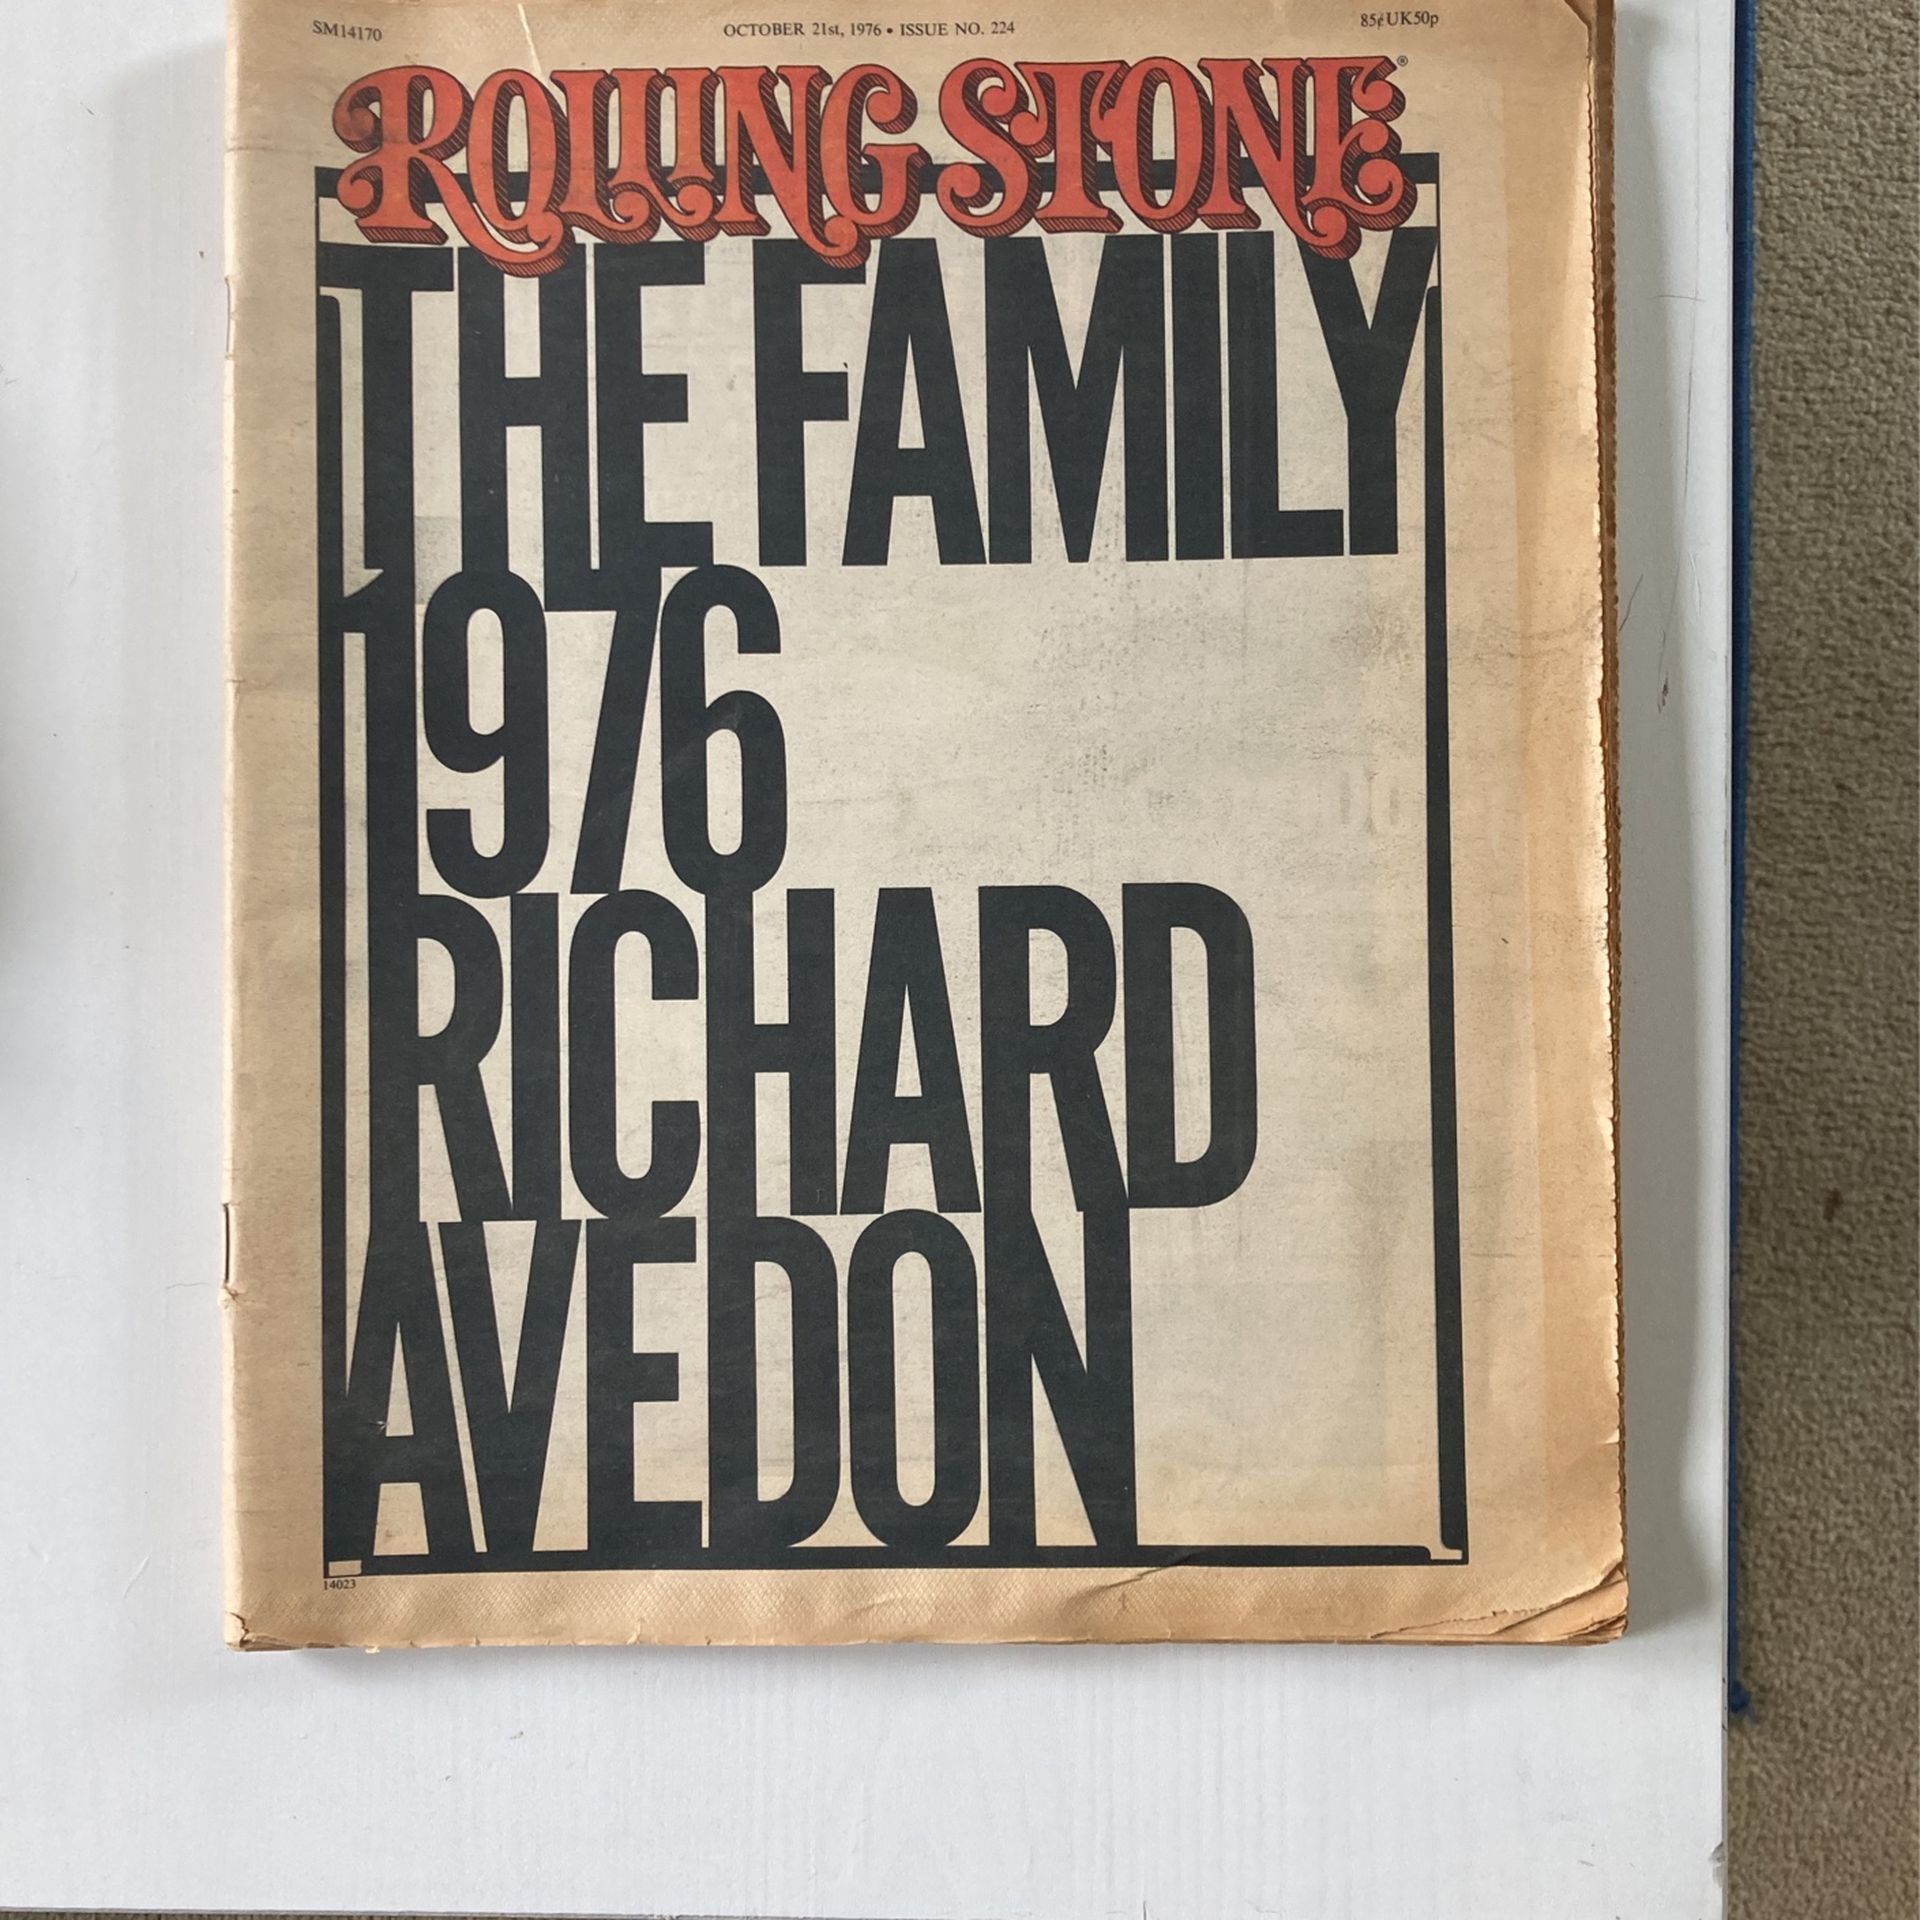 SM14170
OCTOBER 21st, 1976 • ISSUE NO. 224
85¢ UK50p
ROLLING STONE®
THE FAMILY
1976
RICHARD
AVEDON
14023